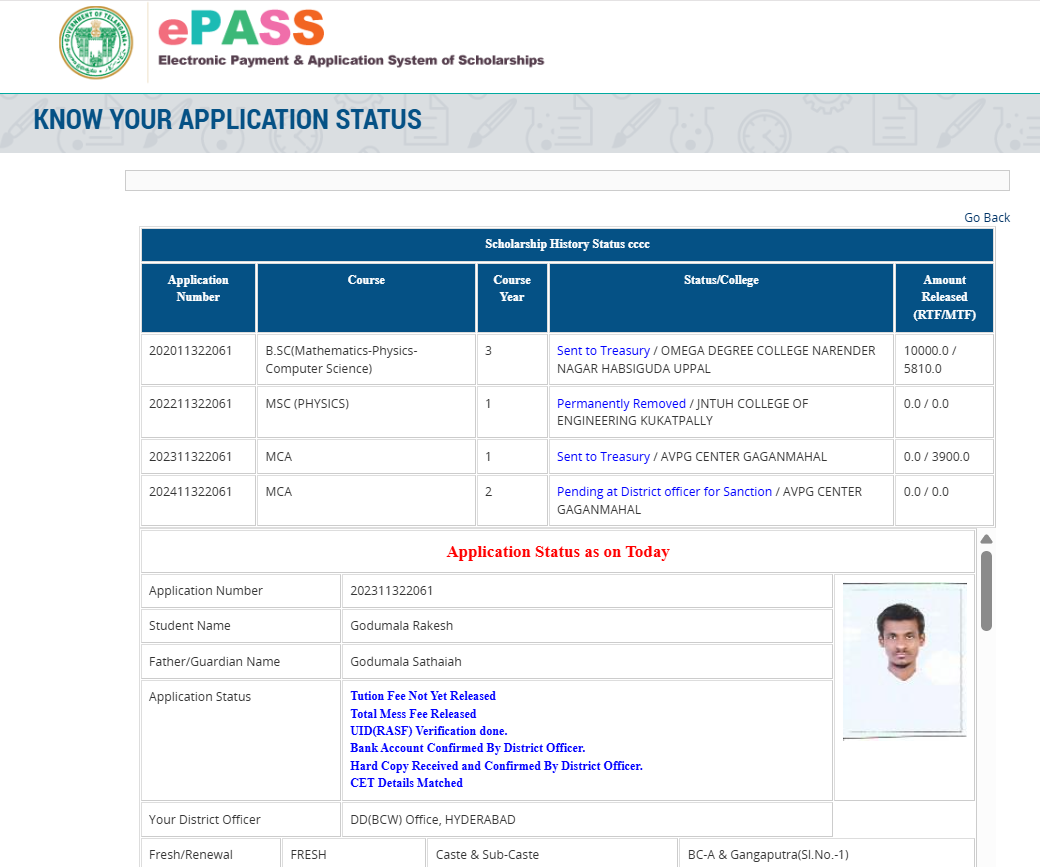 ePASS
Electronic Payment & Application System of Scholarships
KNOW YOUR APPLICATION STATUS
Go Back
Scholarship History Status cccc
Application Number
Course
Course Year
Status/College
Amount Released (RTF/MTF)
202011322061
B.SC(Mathematics-Physics-
Computer Science)
3
Sent to Treasury / OMEGA DEGREE COLLEGE NARENDER
NAGAR HABSIGUDA UPPAL
10000.0 /
5810.0
202211322061
MSC (PHYSICS)
1
Permanently Removed / JNTUH COLLEGE OF
ENGINEERING KUKATPALLY
0.0 / 0.0
202311322061
MCA
1
Sent to Treasury / AVPG CENTER GAGANMAHAL
0.0 / 3900.0
202411322061
MCA
2
Pending at District officer for Sanction / AVPG CENTER
GAGANMAHAL
0.0 / 0.0
Application Status as on Today
Application Number
202311322061
Student Name
Godumala Rakesh
Father/Guardian Name
Godumala Sathaiah
Application Status
Tution Fee Not Yet Released
Total Mess Fee Released
UID(RASF) Verification done.
Bank Account Confirmed By District Officer.
Hard Copy Received and Confirmed By District Officer.
CET Details Matched
Your District Officer
DD(BCW) Office, HYDERABAD
Fresh/Renewal
FRESH
Caste & Sub-Caste
BC-A & Gangaputra(Sl.No.-1)